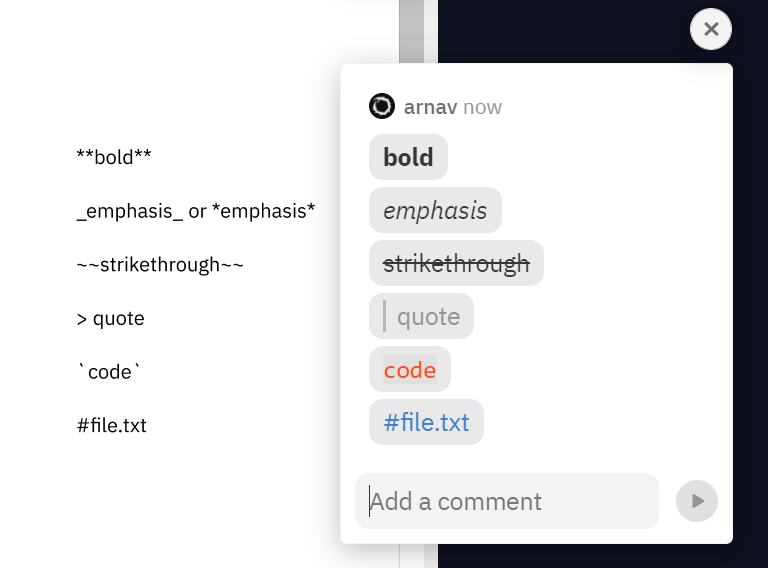 **bold**
_emphasis_ or *emphasis*
~~strikethrough~~
> quote
`code`
#file.txt
arnav now
bold
emphasis
strikethrough
quote
code
#file.txt
Add a comment